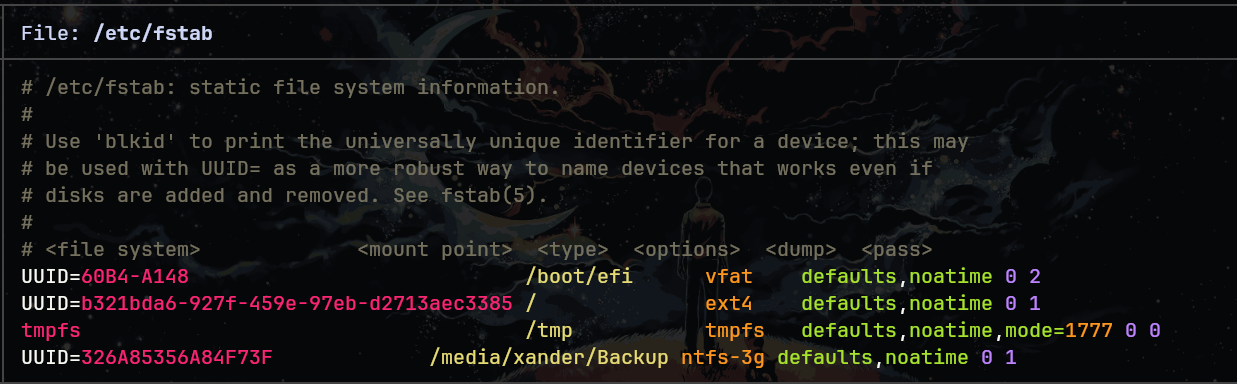 File: /etc/fstab
# /etc/fstab: static file system information.
#
# Use 'blkid' to print the universally unique identifier for a device; this may
# be used with UUID= as a more robust way to name devices that works even if
# disks are added and removed. See fstab(5).
#
# <file system>             <mount point>  <type>  <options>  <dump>  <pass>
UUID=60B4-A148                            /boot/efi      vfat    defaults,noatime 0 2
UUID=b321bda6-927f-459e-97eb-d2713aec3385 /              ext4    defaults,noatime 0 1
tmpfs                                     /tmp           tmpfs   defaults,noatime,mode=1777 0 0
UUID=326A85356A84F73F             /media/xander/Backup ntfs-3g defaults,noatime 0 1